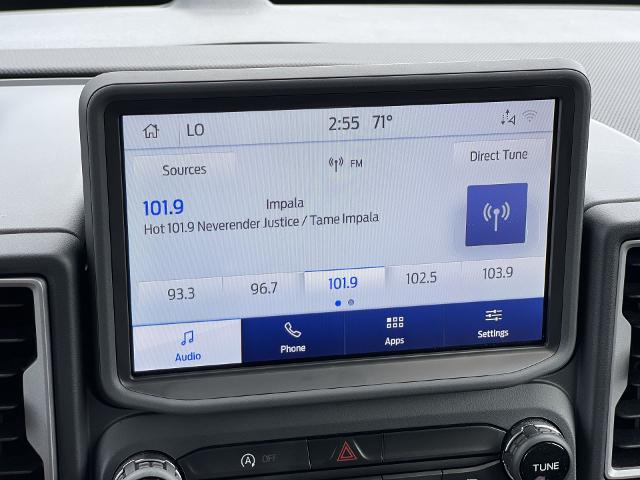 LO 2:55 71°
Sources FM Direct Tune
101.9 Impala
Hot 101.9 Neverender Justice / Tame Impala
93.3 96.7 101.9 102.5 103.9
Audio Phone Apps Settings
A OFF
TUNE